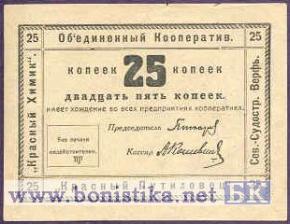 25 Объединенный Кооператив. 25
копеек 25 копеек
двадцать пять копеек.
имеет хождение во всех предприятиях кооператива.
Председатель
Без печати
недействителен.
Кассир
"Красный Химик".
Сев.-Судостр. Верфь.
25 Красный Путиловец
www.bonistika.net БК